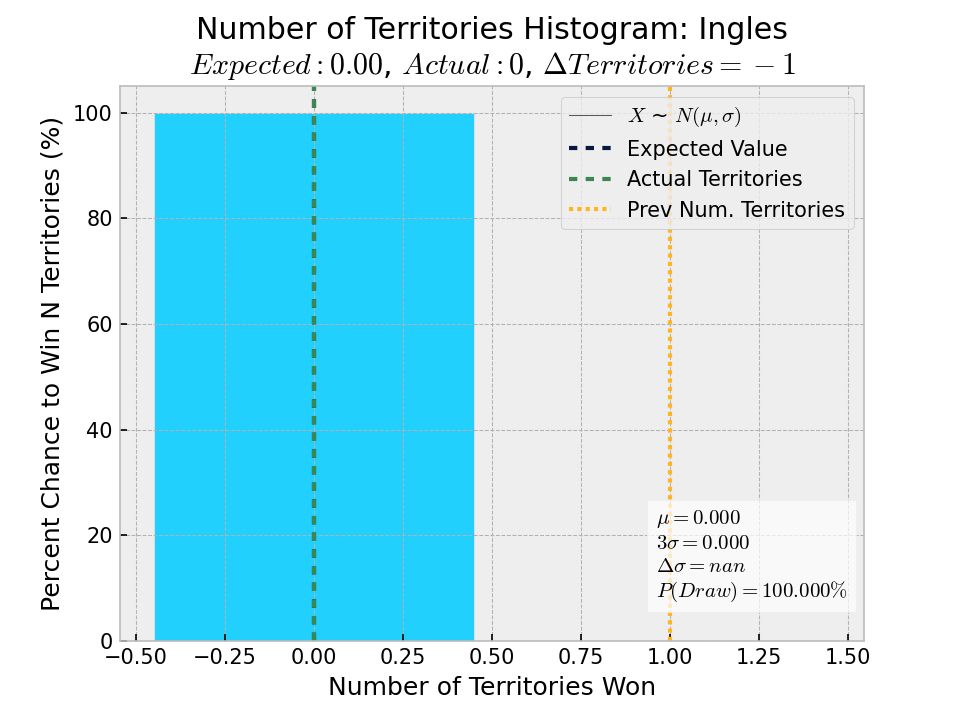 Number of Territories Histogram: Ingles
Expected: 0.00, Actual: 0, ΔTerritories = −1
Percent Chance to Win N Territories (%)
100
80
60
40
20
0
X ~ N(μ, σ)
Expected Value
Actual Territories
Prev Num. Territories
μ = 0.000
3σ = 0.000
Δσ = nan
P(Draw) = 100.000%
−0.50 −0.25 0.00 0.25 0.50 0.75 1.00 1.25 1.50
Number of Territories Won